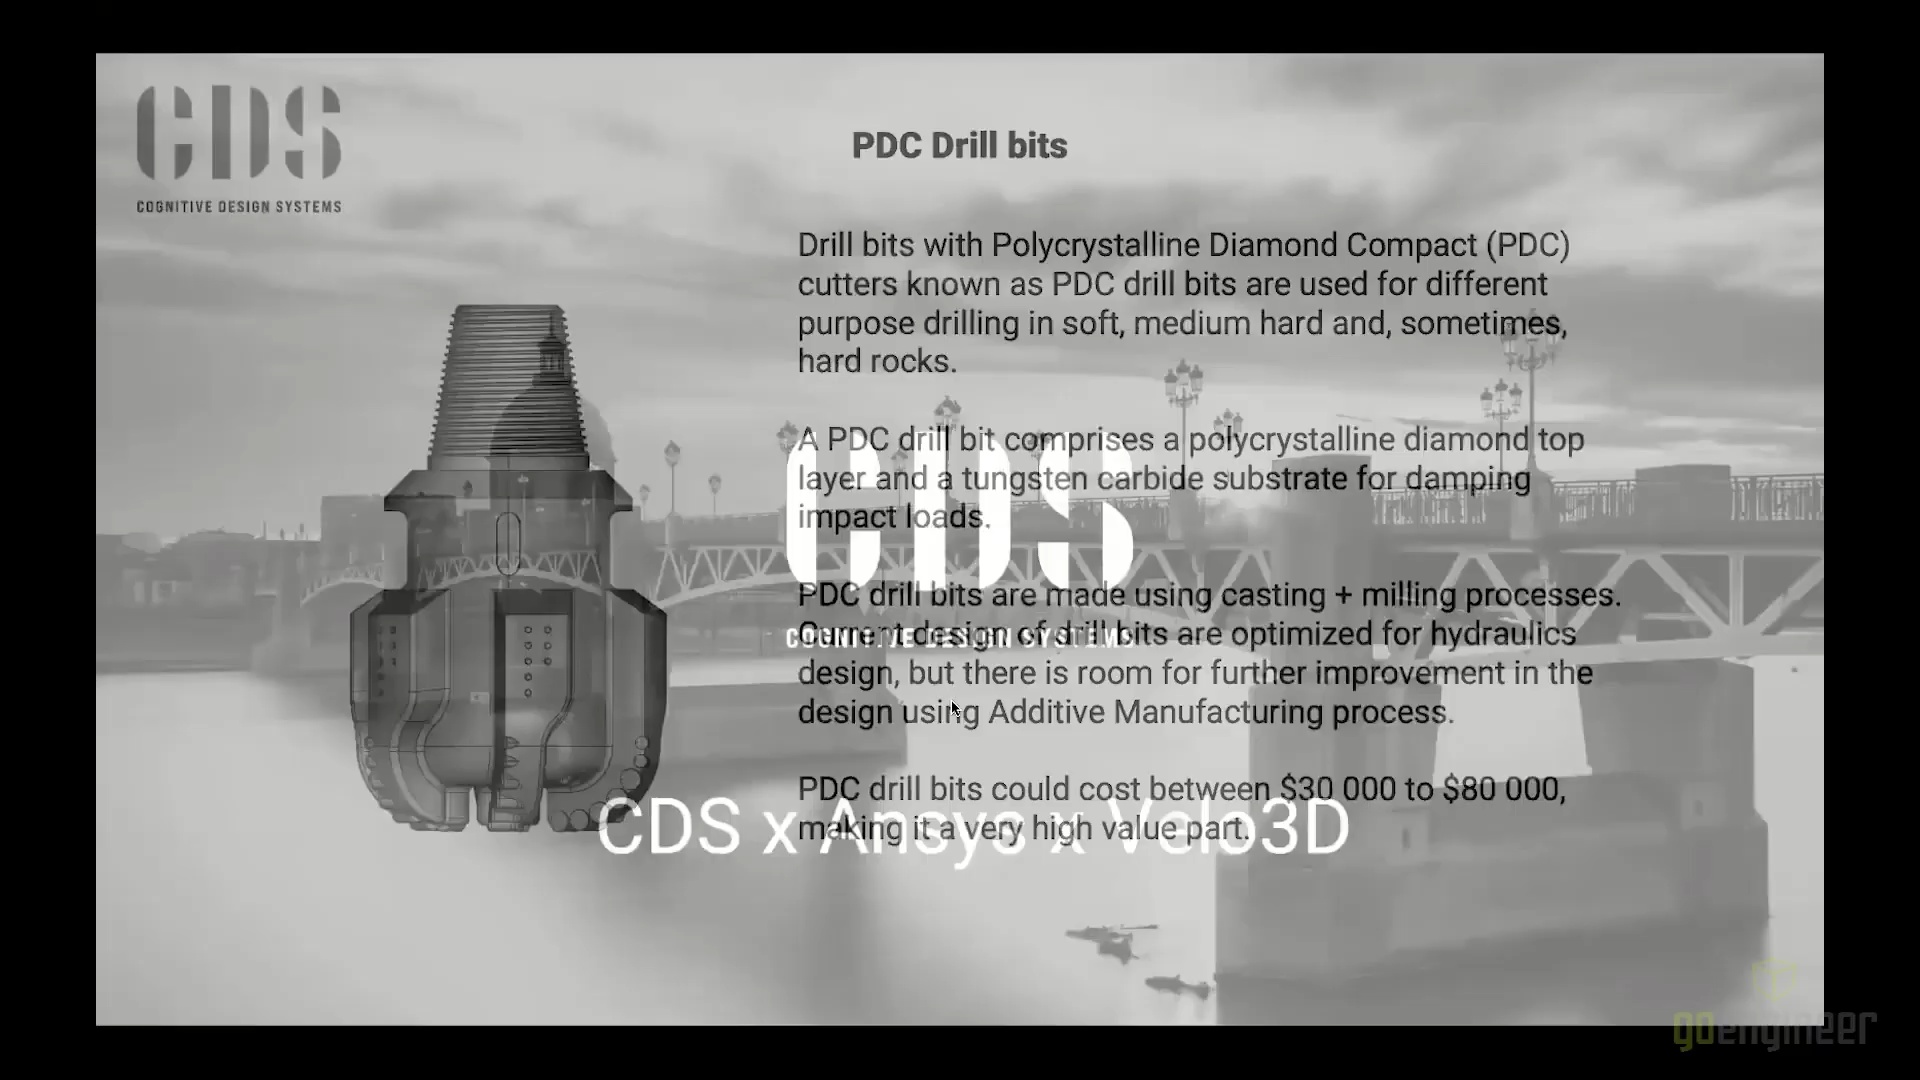 CDS
COGNITIVE DESIGN SYSTEMS
PDC Drill bits
Drill bits with Polycrystalline Diamond Compact (PDC)
cutters known as PDC drill bits are used for different
purpose drilling in soft, medium hard and, sometimes,
hard rocks.
A PDC drill bit comprises a polycrystalline diamond top
layer and a tungsten carbide substrate for damping
impact loads.
CDS
COGNITIVE DESIGN SYSTEMS
PDC drill bits are made using casting + milling processes.
Current design of drill bits are optimized for hydraulics
design, but there is room for further improvement in the
design using Additive Manufacturing process.
PDC drill bits could cost between $30 000 to $80 000,
making it a very high value part.
CDS x Ansys x Velo3D
goengineer